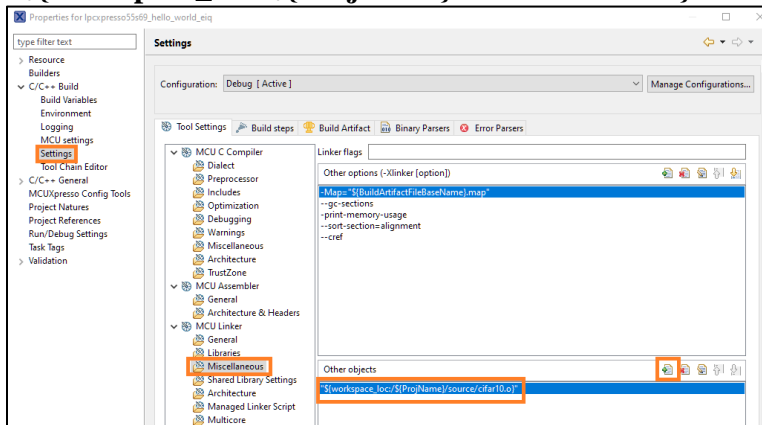 Properties for lpcxpresso55s69_hello_world_eiq
type filter text
Settings
Resource
Builders
C/C++ Build
Build Variables
Environment
Logging
MCU settings
Settings
Tool Chain Editor
C/C++ General
MCUXpresso Config Tools
Project Natures
Project References
Run/Debug Settings
Task Tags
Validation
Configuration: Debug [ Active ]
Manage Configurations...
Tool Settings Build steps Build Artifact Binary Parsers Error Parsers
MCU C Compiler
Dialect
Preprocessor
Includes
Optimization
Debugging
Warnings
Miscellaneous
Architecture
TrustZone
MCU Assembler
General
Architecture & Headers
MCU Linker
General
Libraries
Miscellaneous
Shared Library Settings
Architecture
Managed Linker Script
Multicore
Linker flags
Other options (-Xlinker [option])
-Map="${BuildArtifactFileBaseName}.map"
--gc-sections
-print-memory-usage
--sort-section=alignment
--cref
Other objects
"${workspace_loc:/${ProjName}/source/cifar10.o}"